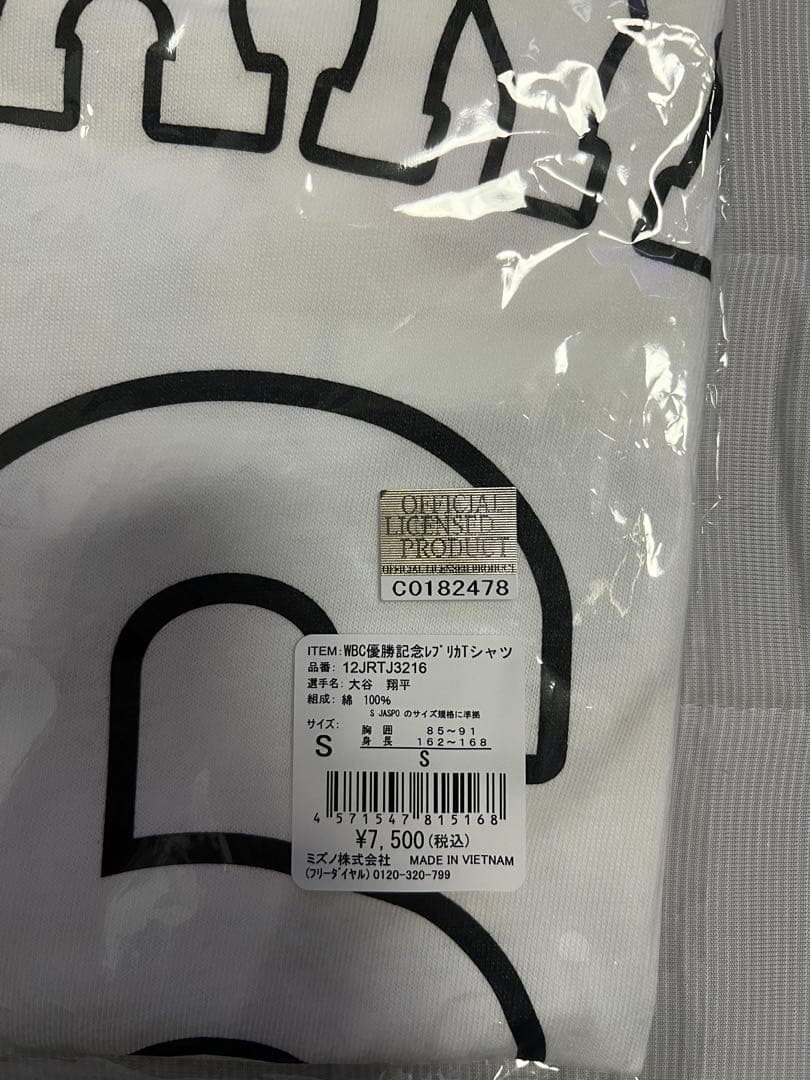 OFFICIAL
LICENSED
PRODUCT
OFFICIAL LICENSED PRODUCT
C0182478
ITEM:WBC優勝記念ﾚﾌﾟﾘｶTシャツ
品番: 12JRTJ3216
選手名: 大谷 翔平
組成: 綿 100%
S JASPO のサイズ規格に準拠
サイズ: S
胸囲 85~91
身長 162~168
S
4 571547 815168
¥7,500(税込)
ミズノ株式会社 MADE IN VIETNAM
(フリーﾀﾞイヤル) 0120-320-799